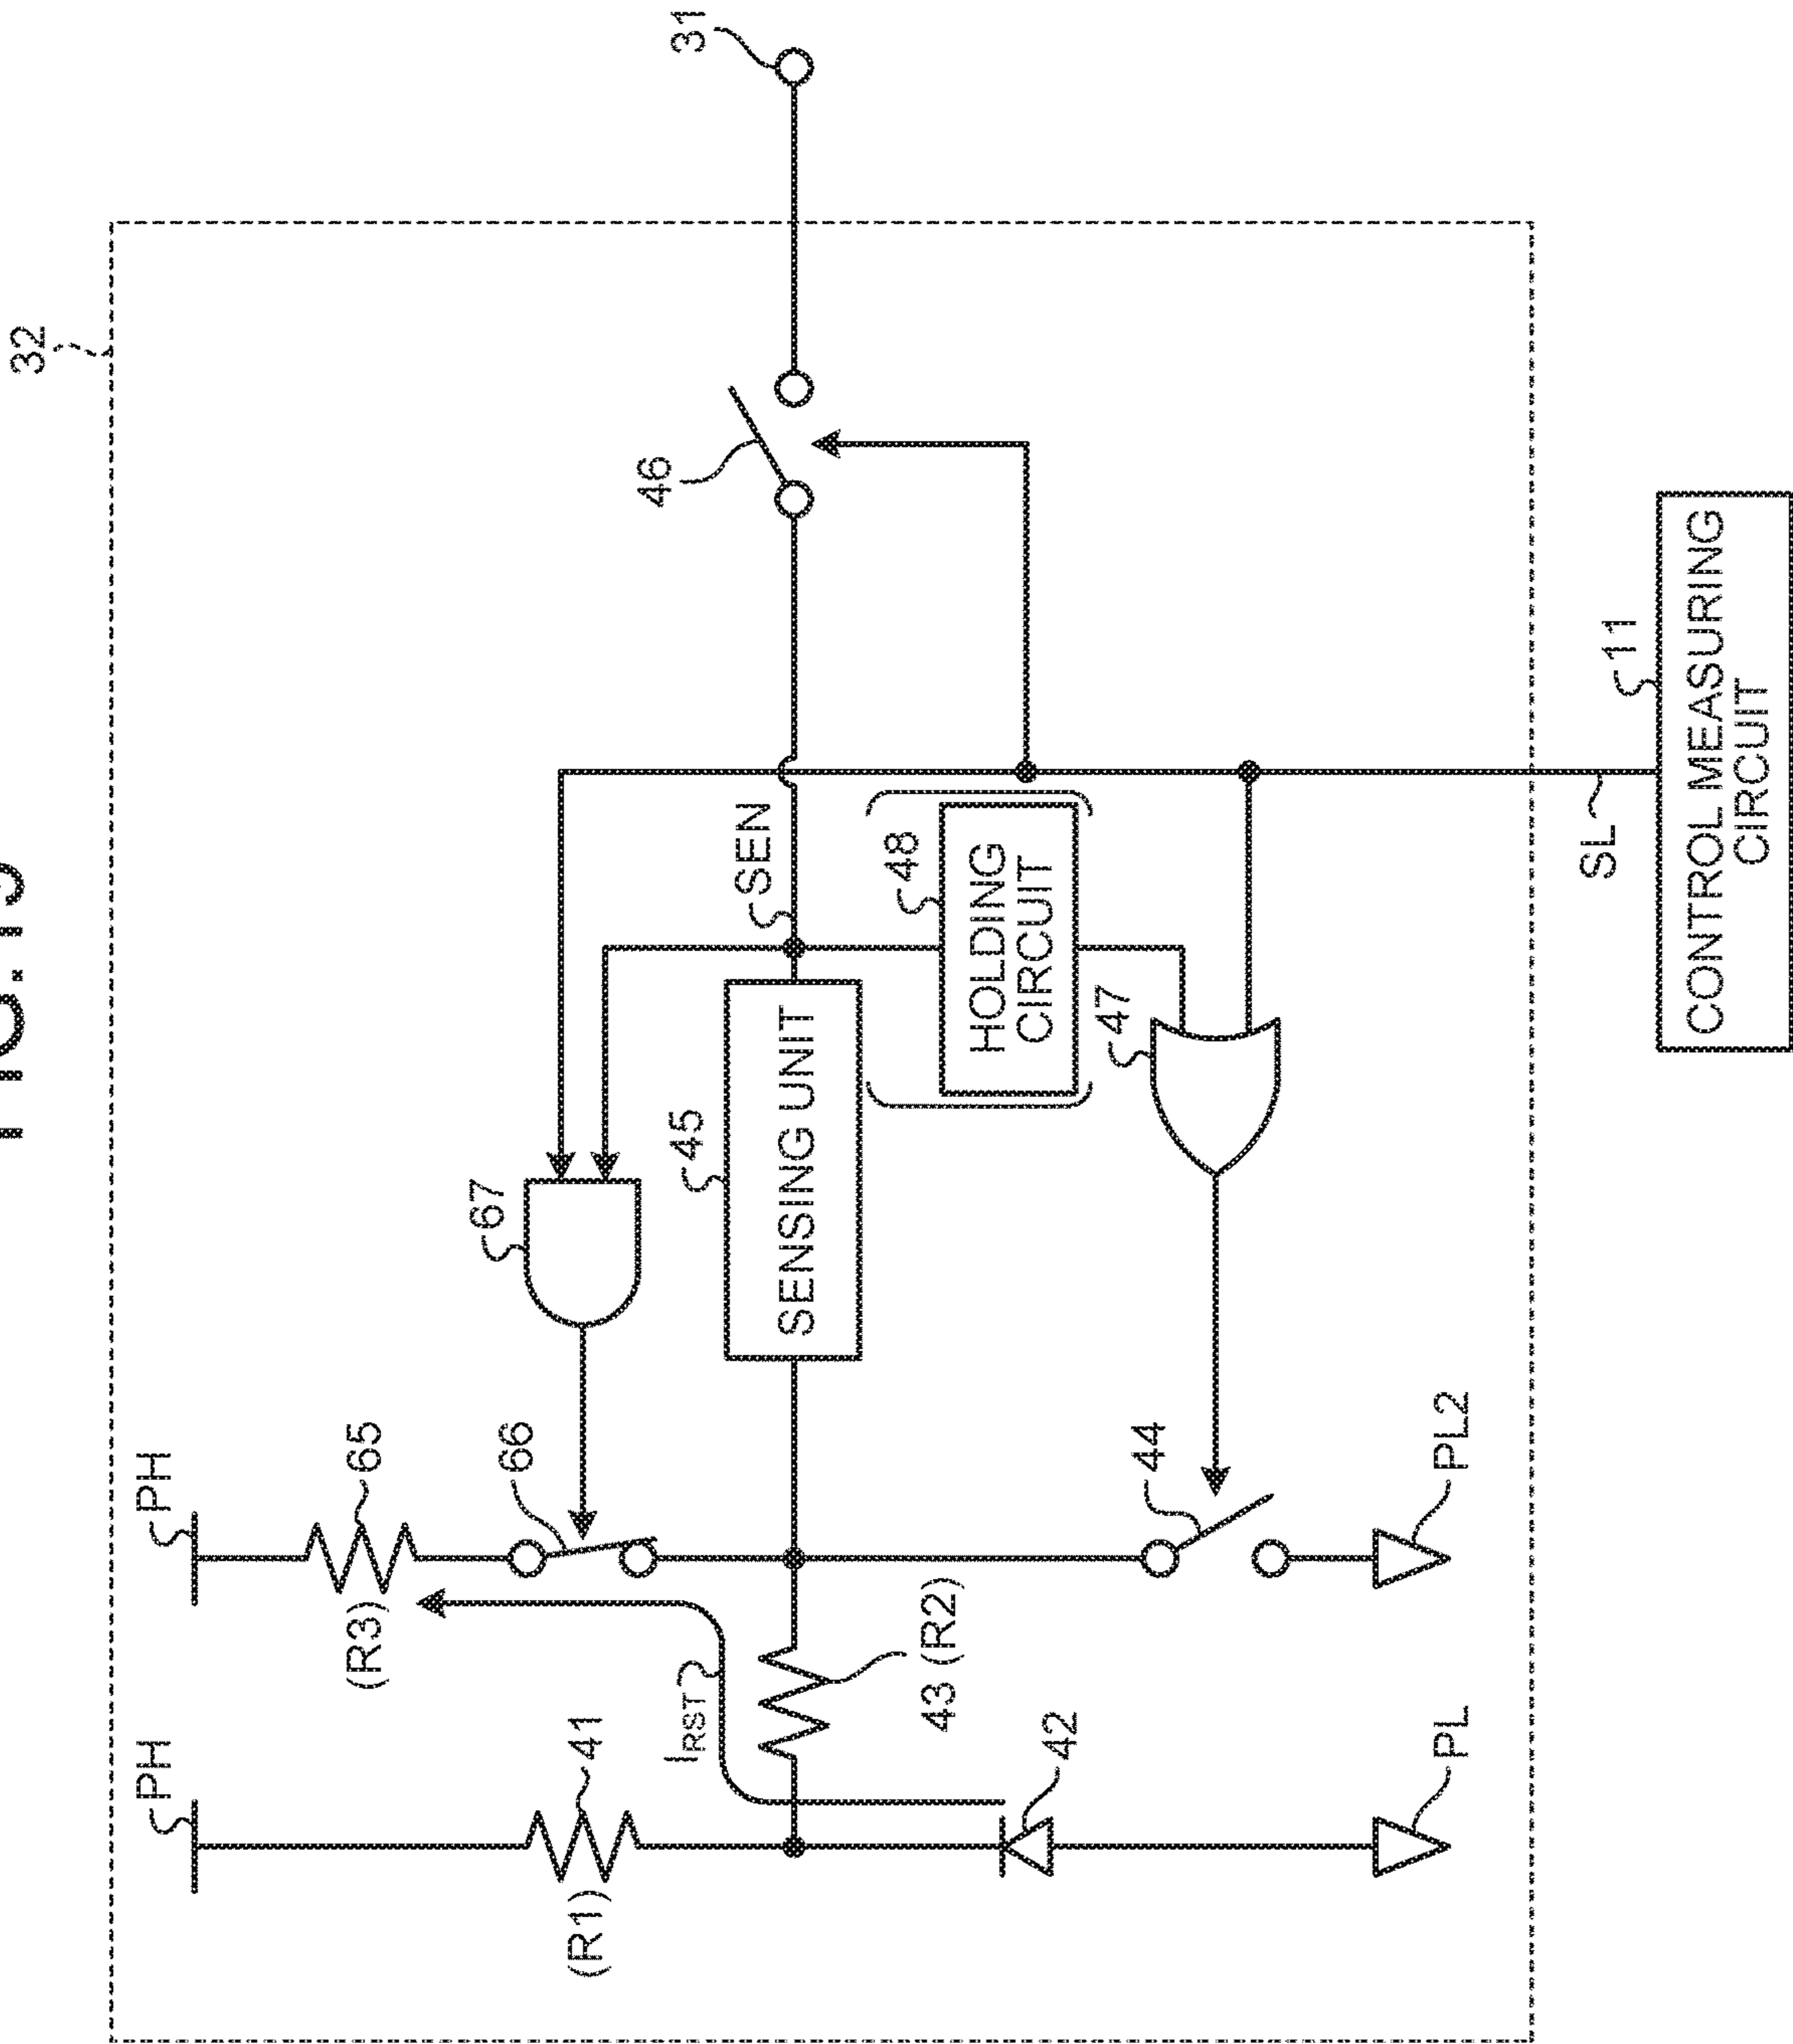 32
PH
PH
(R3)
65
67
66
(R1)
41
46
IRST
45
31
SEN
SENSING UNIT
48
43 (R2)
HOLDING
CIRCUIT
42
47
44
PL
PL2
SL
11
CONTROL MEASURING
CIRCUIT